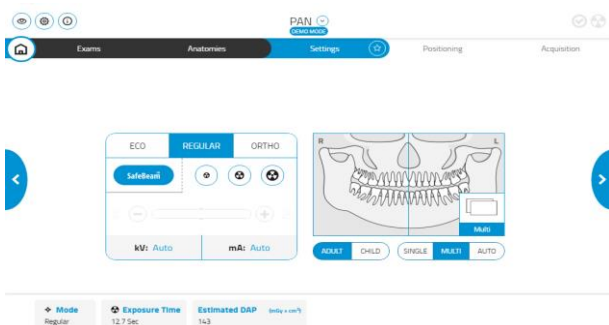 PAN
DEMO MODE
Exams
Anatomies
Settings
Positioning
Acquisition
ECO
REGULAR
ORTHO
SafeBeam
kV: Auto
mA: Auto
R
L
Multi
ADULT
CHILD
SINGLE
MULTI
AUTO
Mode
Regular
Exposure Time
12.7 Sec
Estimated DAP (mGy x cm²)
143